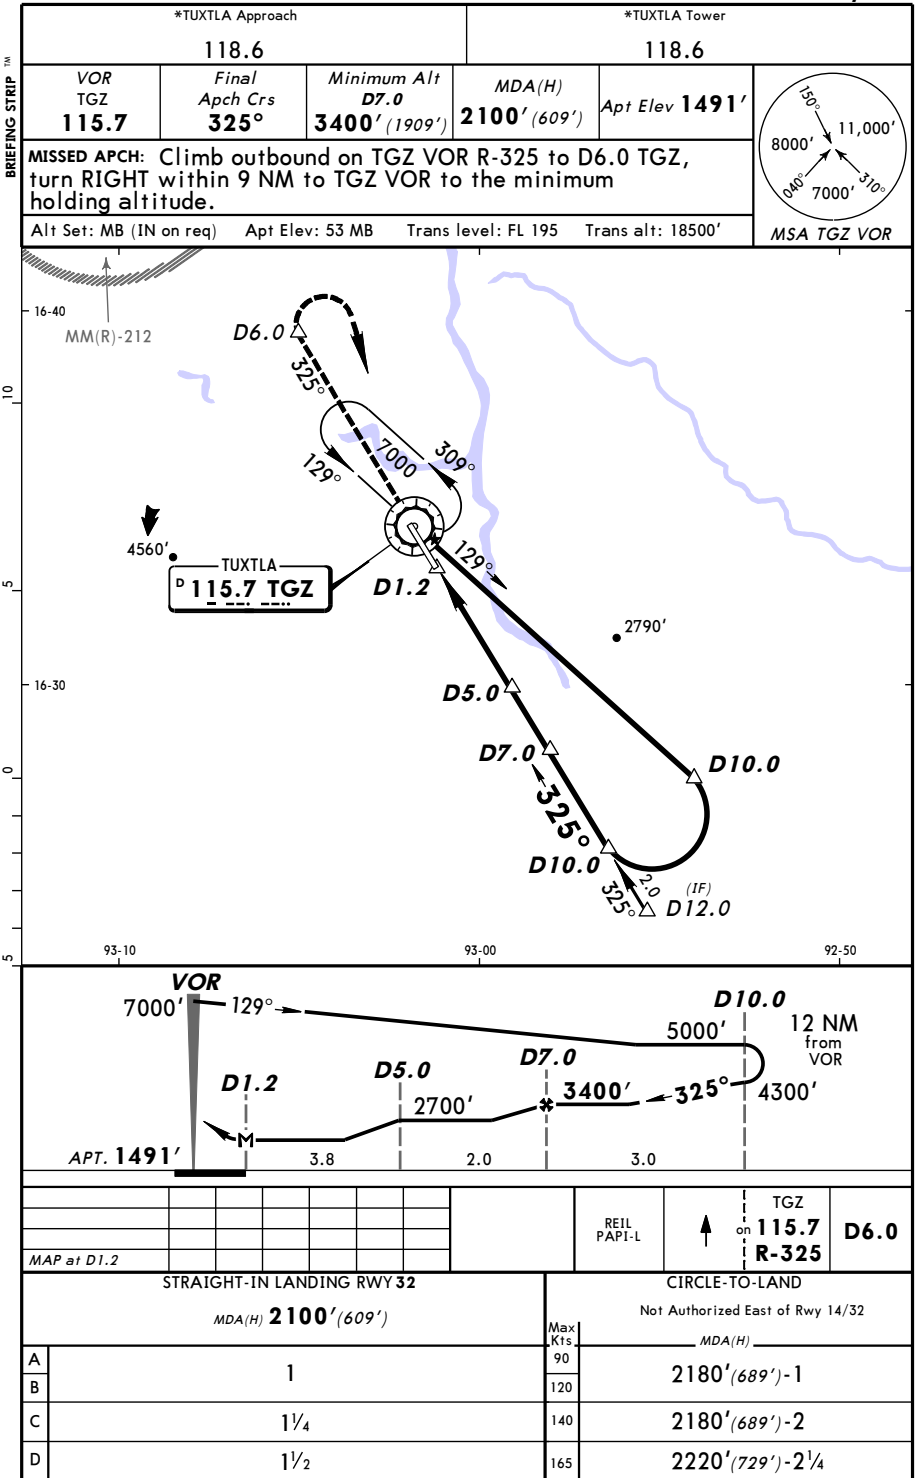 *TUXTLA Approach
118.6
*TUXTLA Tower
118.6
BRIEFING STRIP TM
VOR
TGZ
115.7
Final
Apch Crs
325°
Minimum Alt
D7.0
3400' (1909')
MDA(H)
2100' (609')
Apt Elev 1491'
MISSED APCH: Climb outbound on TGZ VOR R-325 to D6.0 TGZ,
turn RIGHT within 9 NM to TGZ VOR to the minimum
holding altitude.
Alt Set: MB (IN on req) Apt Elev: 53 MB Trans level: FL 195 Trans alt: 18500'
150°
8000'
11,000'
040°
7000'
310°
MSA TGZ VOR
16-40
MM(R)-212
D6.0
325°
10
7000
309°
129°
4560'
TUXTLA
D 115.7 TGZ
129°
D1.2
5
2790'
16-30
D5.0
D7.0
D10.0
0
325°
D10.0
2.0
325°
(IF)
D12.0
5
93-10
93-00
92-50
VOR
7000'
129°
D10.0
5000'
12 NM
from
VOR
D7.0
D5.0
D1.2
3400'
325°
4300'
2700'
M
APT. 1491'
3.8
2.0
3.0
MAP at D1.2
REIL
PAPI-L
on
TGZ
115.7
R-325
D6.0
STRAIGHT-IN LANDING RWY 32
MDA(H) 2100' (609')
CIRCLE-TO-LAND
Not Authorized East of Rwy 14/32
Max
Kts
MDA(H)
A
B
1
90
120
2180' (689') - 1
C
1 1/4
140
2180' (689') - 2
D
1 1/2
165
2220' (729') - 2 1/4